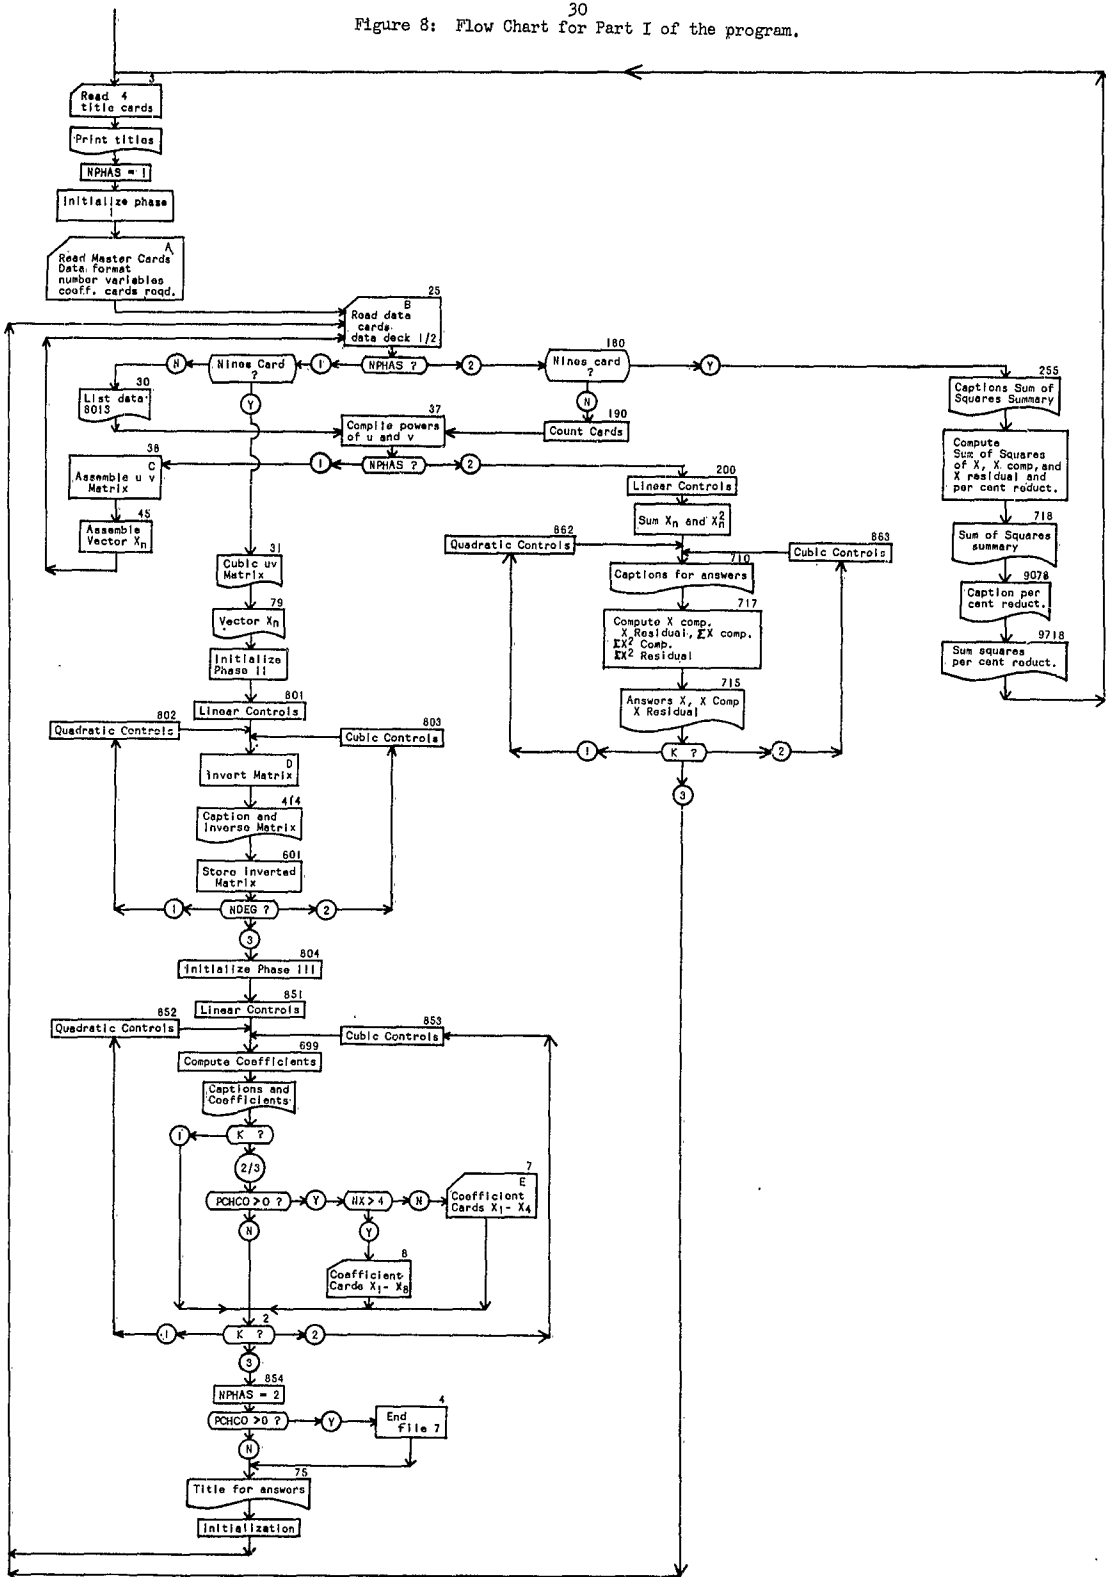 30
Figure 8: Flow Chart for Part I of the program.
3
Read 4
title cards
Print titles
NPHAS = 1
Initialize phase
I
A
Read Master Cards
Data format
number variables
coeff. cards reqd.
25
B
Read data
cards
data deck 1/2
N
Nines Card
?
1
NPHAS ?
2
180
Nines card
?
Y
30
List data
8013
Y
37
Compile powers
of u and v
N
190
Count Cards
255
Captions Sum of
Squares Summary
38
C
Assemble u v
Matrix
1
NPHAS ?
2
200
Linear Controls
Compute
Sum of Squares
of X, X comp, and
X residual and
per cent reduct.
45
Assemble
Vector Xn
Sum Xn and Xn²
862
Quadratic Controls
863
Cubic Controls
718
Sum of Squares
summary
31
Cubic uv
Matrix
710
Captions for answers
9078
Caption per
cent reduct.
79
Vector Xn
717
Compute X comp.
X Residual, ΣX comp.
ΣX² Comp.
ΣX² Residual
9718
Sum squares
per cent reduct.
Initialize
Phase II
801
Linear Controls
715
Answers X, X Comp
X Residual
802
Quadratic Controls
803
Cubic Controls
1
K ?
2
3
D
Invert Matrix
414
Caption and
Inverse Matrix
601
Store Inverted
Matrix
1
NDEG ?
2
3
804
Initialize Phase III
851
Linear Controls
852
Quadratic Controls
853
Cubic Controls
699
Compute Coefficients
Captions and
Coefficients
1
K ?
2/3
PCHCO > 0 ?
Y
NX > 4
N
7
E
Coefficient
Cards X1 - X4
N
Y
8
Coefficient
Cards X1 - X8
2
1
K ?
2
3
854
NPHAS = 2
PCHCO > 0 ?
Y
4
End
file 7
N
75
Title for answers
Initialization